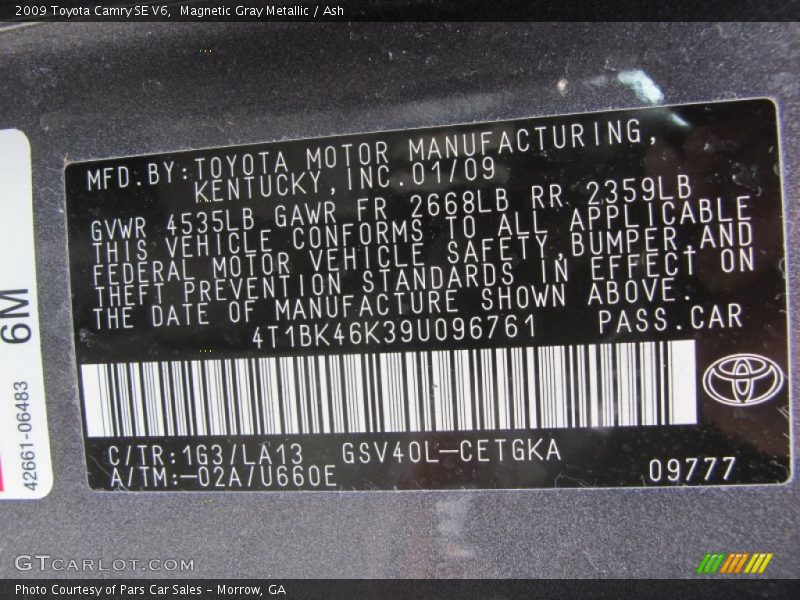 2009 Toyota Camry SE V6,  Magnetic Gray Metallic / Ash
MFD.BY:TOYOTA MOTOR MANUFACTURING,
KENTUCKY,INC.01/09
GVWR 4535LB GAWR FR 2668LB RR 2359LB
THIS VEHICLE CONFORMS TO ALL APPLICABLE
FEDERAL MOTOR VEHICLE SAFETY,BUMPER,AND
THEFT PREVENTION STANDARDS IN EFFECT ON
THE DATE OF MANUFACTURE SHOWN ABOVE.
4T1BK46K39U096761 PASS.CAR
C/TR:1G3/LA13 GSV40L-CETGKA
A/TM:-02A/U660E 09777
6M
42661-06483
GTCARLOT.COM
Photo Courtesy of Pars Car Sales - Morrow, GA